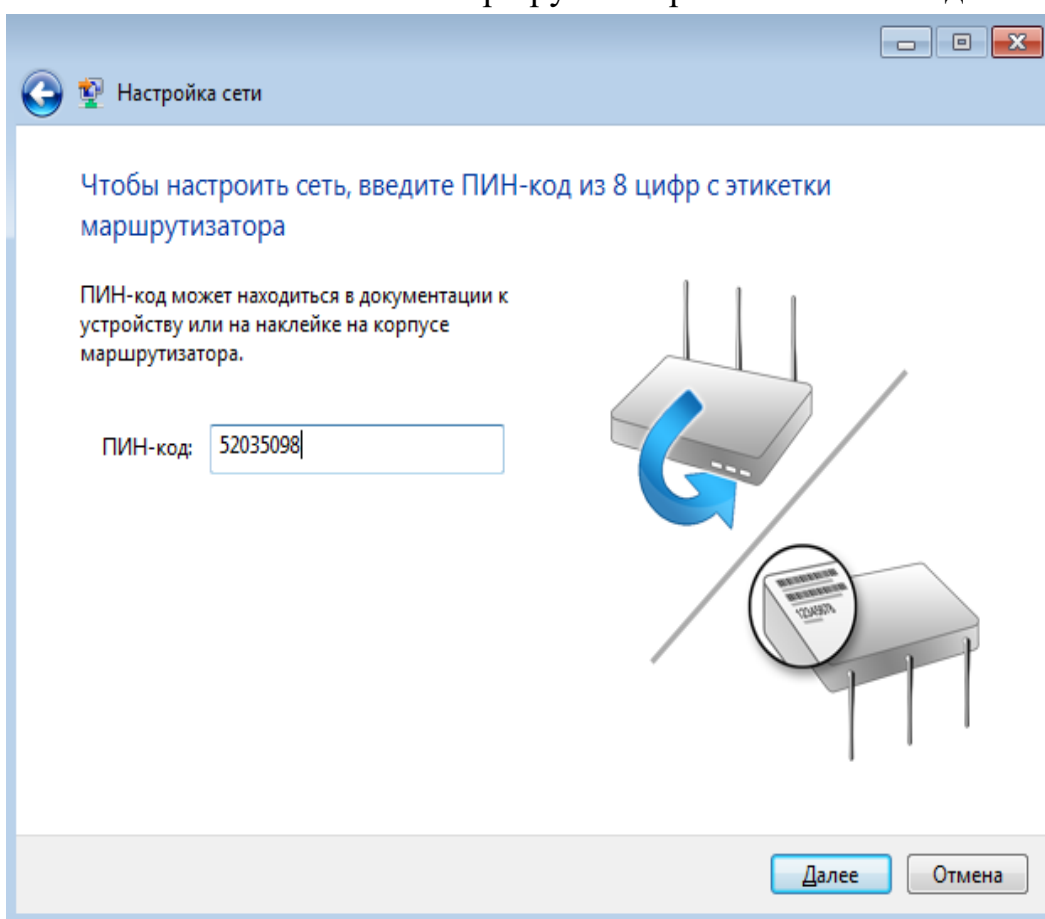 Настройка сети
Чтобы настроить сеть, введите ПИН-код из 8 цифр с этикетки
маршрутизатора
ПИН-код может находиться в документации к
устройству или на наклейке на корпусе
маршрутизатора.
ПИН-код: 52035098
12345678
Далее Отмена